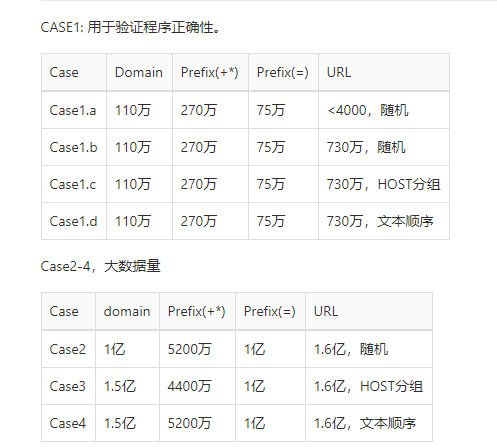 CASE1: 用于验证程序正确性。
Case Domain Prefix(+*) Prefix(=) URL
Case1.a 110万 270万 75万 <4000，随机
Case1.b 110万 270万 75万 730万，随机
Case1.c 110万 270万 75万 730万，HOST分组
Case1.d 110万 270万 75万 730万，文本顺序
Case2-4，大数据量
Case domain Prefix(+*) Prefix(=) URL
Case2 1亿 5200万 1亿 1.6亿，随机
Case3 1.5亿 4400万 1亿 1.6亿，HOST分组
Case4 1.5亿 5200万 1亿 1.6亿，文本顺序